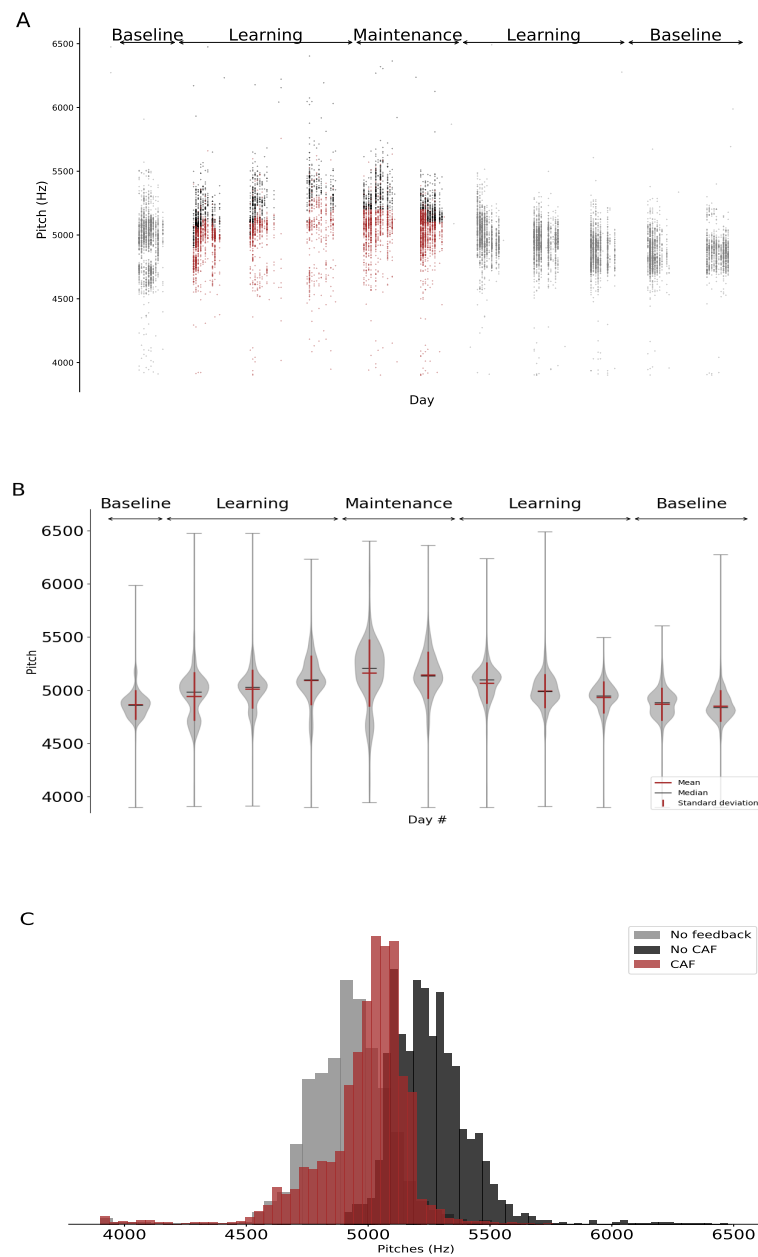 A
Baseline Learning Maintenance Learning Baseline
6500
6000
5500
5000
4500
4000
Pitch (Hz)
Day
B
Baseline Learning Maintenance Learning Baseline
6500
6000
5500
5000
4500
4000
Pitch
Mean
Median
Standard deviation
Day #
C
No feedback
No CAF
CAF
4000 4500 5000 5500 6000 6500
Pitches (Hz)